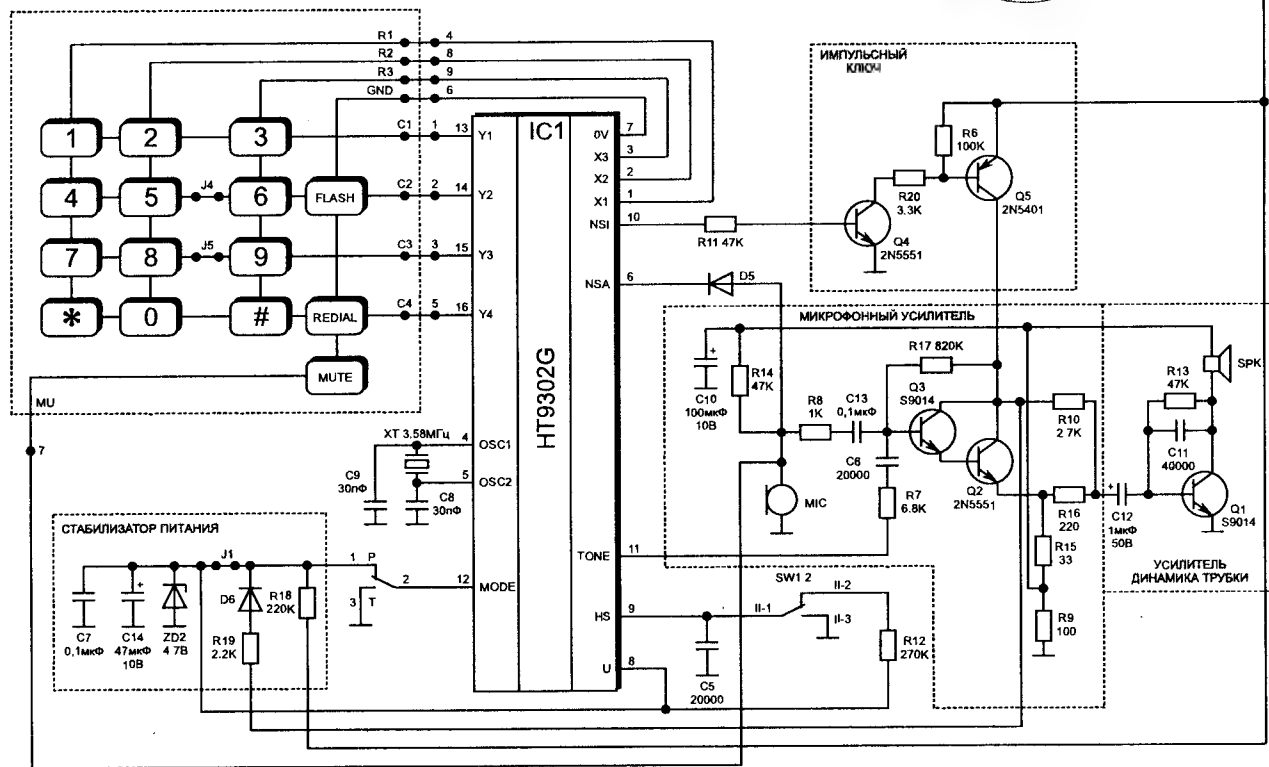 ИМПУЛЬСНЫЙ
КЛЮЧ
R1 4
R2 8
R3 9
GND 6
1 2 3
C1 1 13 Y1
IC1
0V 7
X3 3
X2 2
X1 1
4 5 J4 6 FLASH
C2 2 14 Y2
NSI 10
R11 47K
R6
100K
R20
3.3K
Q5
2N5401
Q4
2N5551
7 8 J5 9
C3 3 15 Y3
NSA 6
D5
* 0 # REDIAL
C4 5 16 Y4
MUTE
MU
7
HT9302G
МИКРОФОННЫЙ УСИЛИТЕЛЬ
R17 820K
R14
47K
C10
100мкФ
10В
R8
1K
C13
0,1мкФ
Q3
S9014
C6
20000
R7
6.8K
Q2
2N5551
MIC
R10
2 7K
R16
220
R15
33
R9
100
C12
1мкФ
50В
R13
47K
SPK
C11
40000
Q1
S9014
УСИЛИТЕЛЬ
ДИНАМИКА ТРУБКИ
XT 3.58МГц
4 OSC1
5 OSC2
C9
30пФ
C8
30пФ
TONE 11
СТАБИЛИЗАТОР ПИТАНИЯ
J1
1 P
2
3 T
12 MODE
C7
0,1мкФ
C14
47мкФ
10В
ZD2
4 7В
D6
R19
2.2K
R18
220K
HS 9
SW1 2
II-1
II-2
II-3
R12
270K
U 8
C5
20000